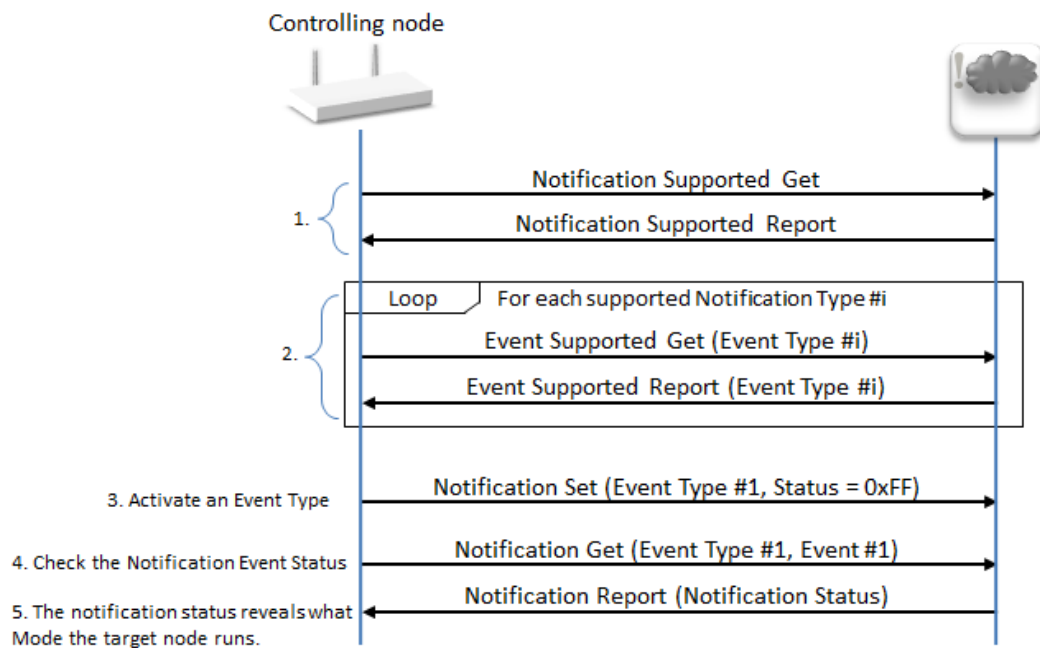 Controlling node
!
Notification Supported Get
1.
Notification Supported Report
Loop
For each supported Notification Type #i
Event Supported Get (Event Type #i)
2.
Event Supported Report (Event Type #i)
3. Activate an Event Type
Notification Set (Event Type #1, Status = 0xFF)
4. Check the Notification Event Status
Notification Get (Event Type #1, Event #1)
Notification Report (Notification Status)
5. The notification status reveals what
Mode the target node runs.